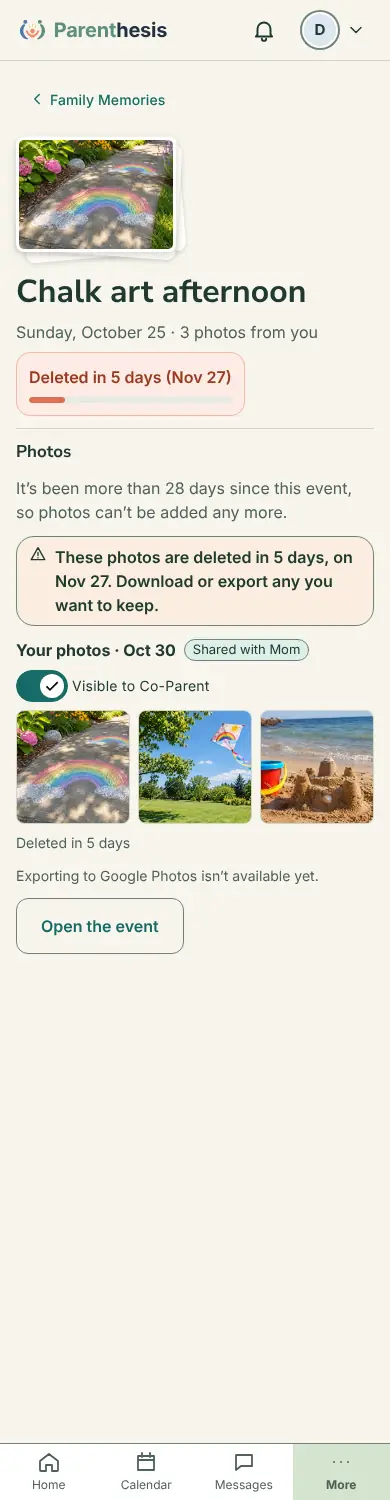 Parenthesis
D
Family Memories
Chalk art afternoon
Sunday, October 25 · 3 photos from you
Deleted in 5 days (Nov 27)
Photos
It’s been more than 28 days since this event,
so photos can’t be added any more.
These photos are deleted in 5 days, on
Nov 27. Download or export any you
want to keep.
Your photos · Oct 30 Shared with Mom
Visible to Co-Parent
Deleted in 5 days
Exporting to Google Photos isn’t available yet.
Open the event
Home Calendar Messages More